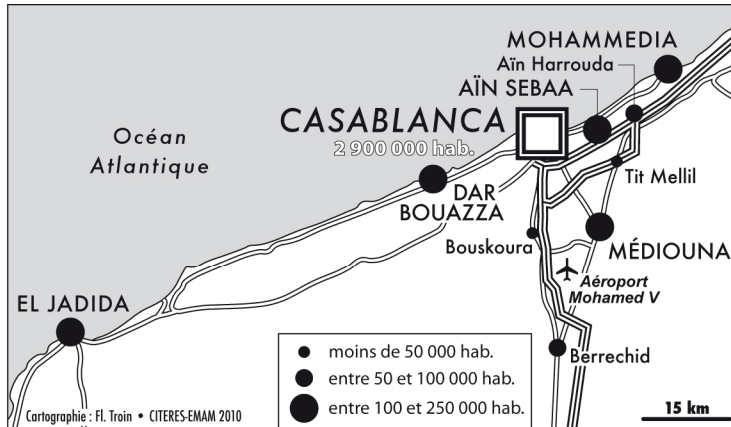 MOHAMMEDIA
Aïn Harrouda
AÏN SEBAA
CASABLANCA
2 900 000 hab.
Océan
Atlantique
Tit Mellil
DAR
BOUAZZA
Bouskoura
MÉDIOUNA
Aéroport
Mohamed V
EL JADIDA
Berrechid
moins de 50 000 hab.
entre 50 et 100 000 hab.
entre 100 et 250 000 hab.
15 km
Cartographie : Fl. Troin • CITERES-EMAM 2010